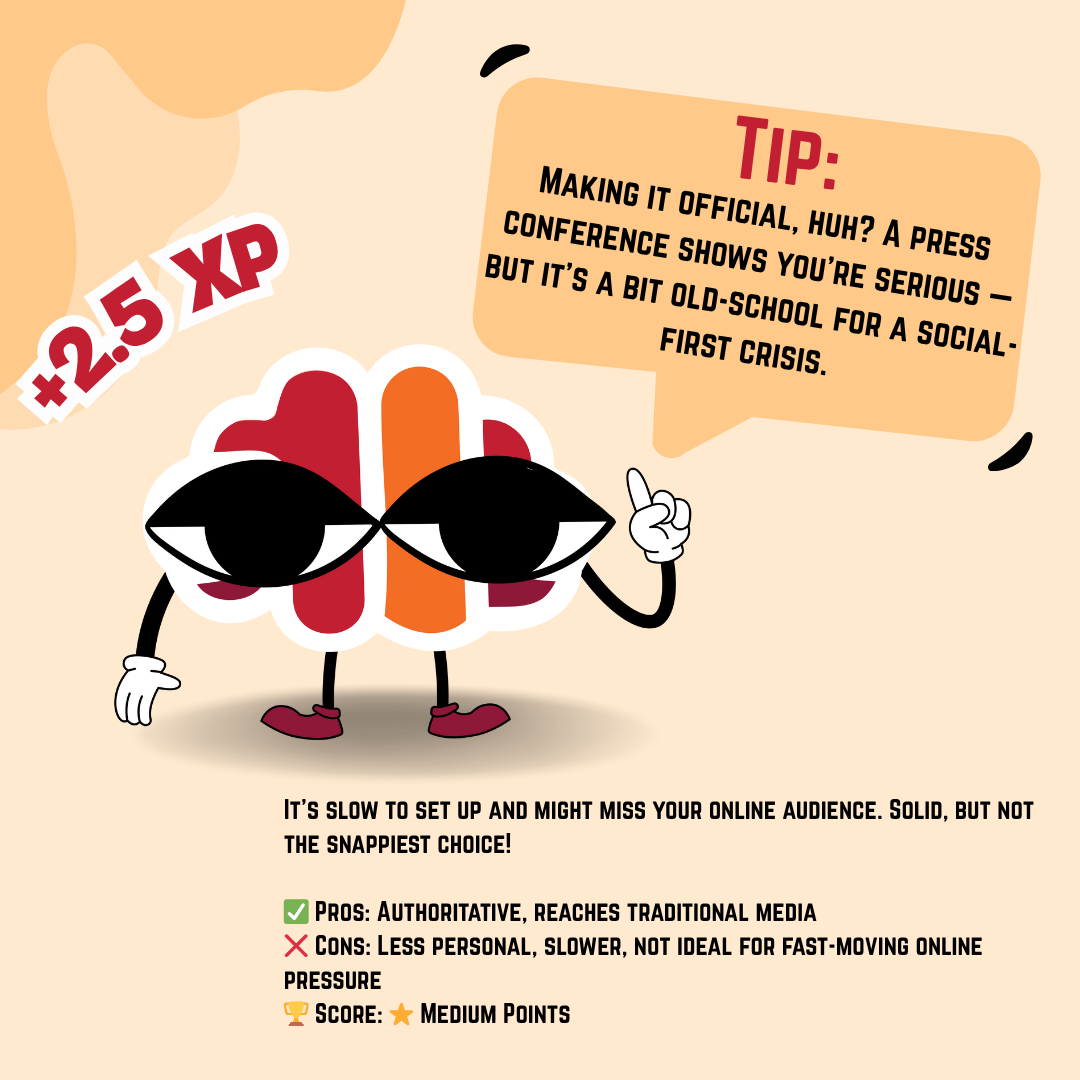 +2.5 XP
Tip:
Making it official, huh? A press
conference shows you're serious —
but it's a bit old-school for a social-
first crisis.
It's slow to set up and might miss your online audience. Solid, but not
the snappiest choice!
✅ Pros: Authoritative, reaches traditional media
❌ Cons: Less personal, slower, not ideal for fast-moving online
pressure
🏆 Score: ⭐ Medium Points